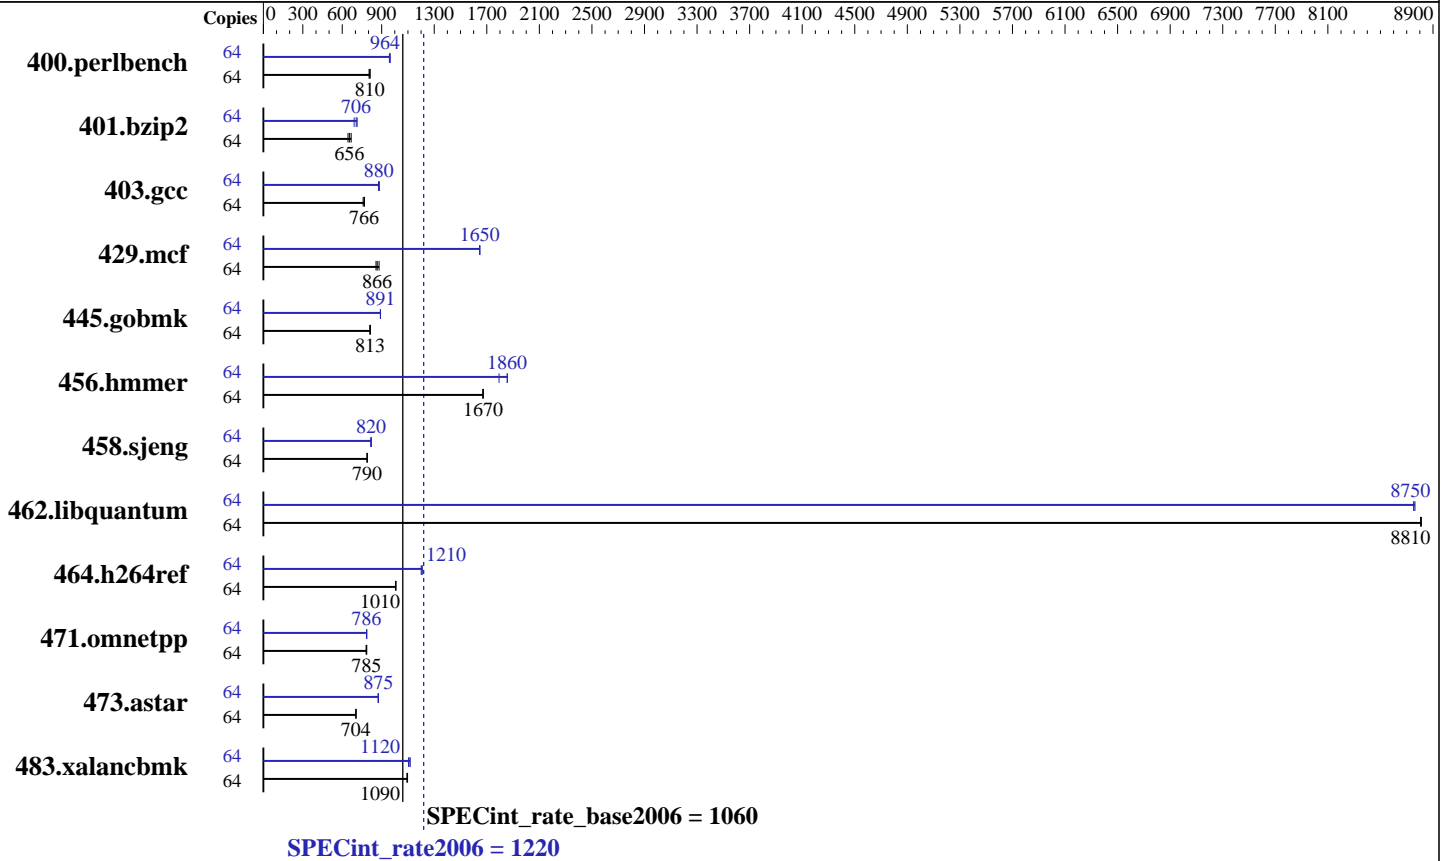 Copies 0 300 600 900 1300 1700 2100 2500 2900 3300 3700 4100 4500 4900 5300 5700 6100 6500 6900 7300 7700 8100 8900
400.perlbench 64 964
64 810
401.bzip2 64 706
64 656
403.gcc 64 880
64 766
429.mcf 64 1650
64 866
445.gobmk 64 891
64 813
456.hmmer 64 1860
64 1670
458.sjeng 64 820
64 790
462.libquantum 64 8750
64 8810
464.h264ref 64 1210
64 1010
471.omnetpp 64 786
64 785
473.astar 64 875
64 704
483.xalancbmk 64 1120
64 1090
SPECint_rate_base2006 = 1060
SPECint_rate2006 = 1220